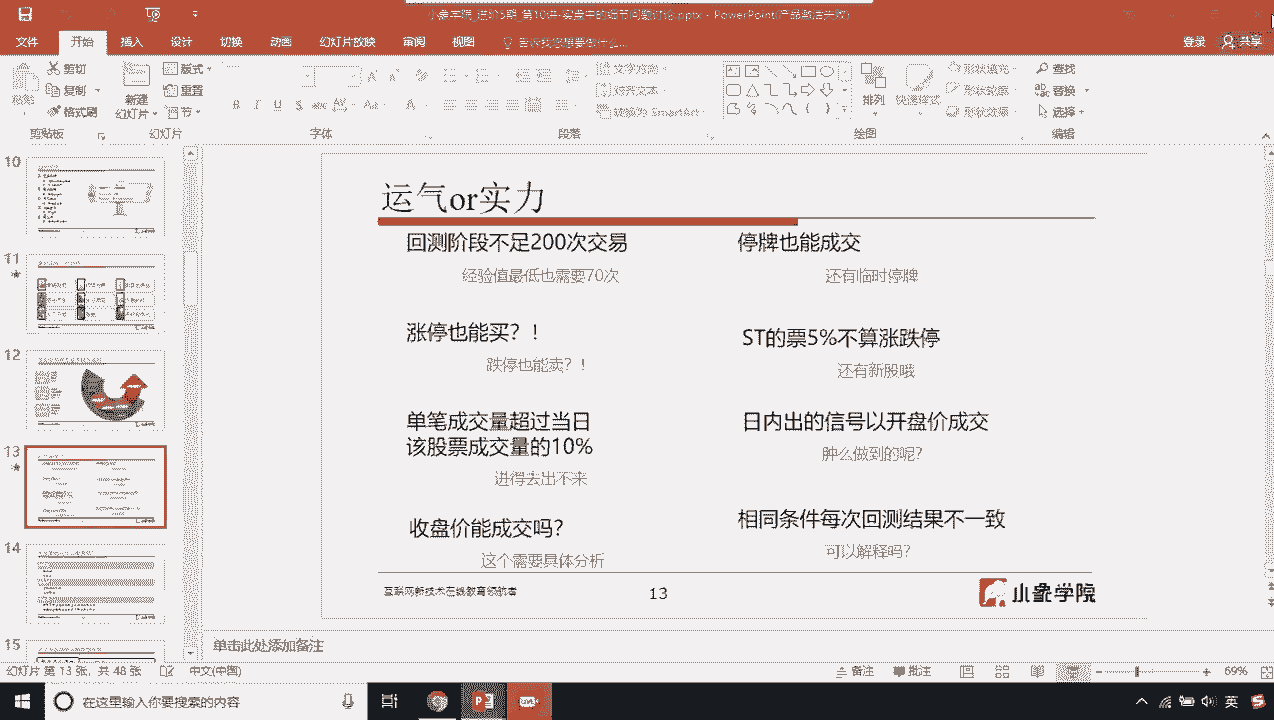 小象学院_进阶5期_第10讲-实盘中的细节问题讨论.pptx - PowerPoint(产品激活失败)
文件 开始 插入 设计 切换 动画 幻灯片放映 审阅 视图 告诉我您想要做什么...
登录 共享
粘贴
剪切
复制
格式刷
新建
幻灯片
版式
重置
节
文字方向
对齐文本
转换为 SmartArt
排列
快速样式
形状填充
形状轮廓
形状效果
查找
替换
选择
剪贴板 幻灯片 字体 段落 绘图 编辑
10
11
12
13
14
15
运气or实力
回测阶段不足200次交易
经验值最低也需要70次
涨停也能买?!
跌停也能卖?!
单笔成交量超过当日
该股票成交量的10%
进得去出不来
收盘价能成交吗?
这个需要具体分析
停牌也能成交
还有临时停牌
ST的票5%不算涨跌停
还有新股哦
日内出的信号以开盘价成交
肿么做到的呢?
相同条件每次回测结果不一致
可以解释吗?
互联网新技术在线教育领航者
13
小象学院
单击此处添加备注
幻灯片 第 13 张，共 48 张 中文(中国)
备注 批注 69%
在这里输入你要搜索的内容
英